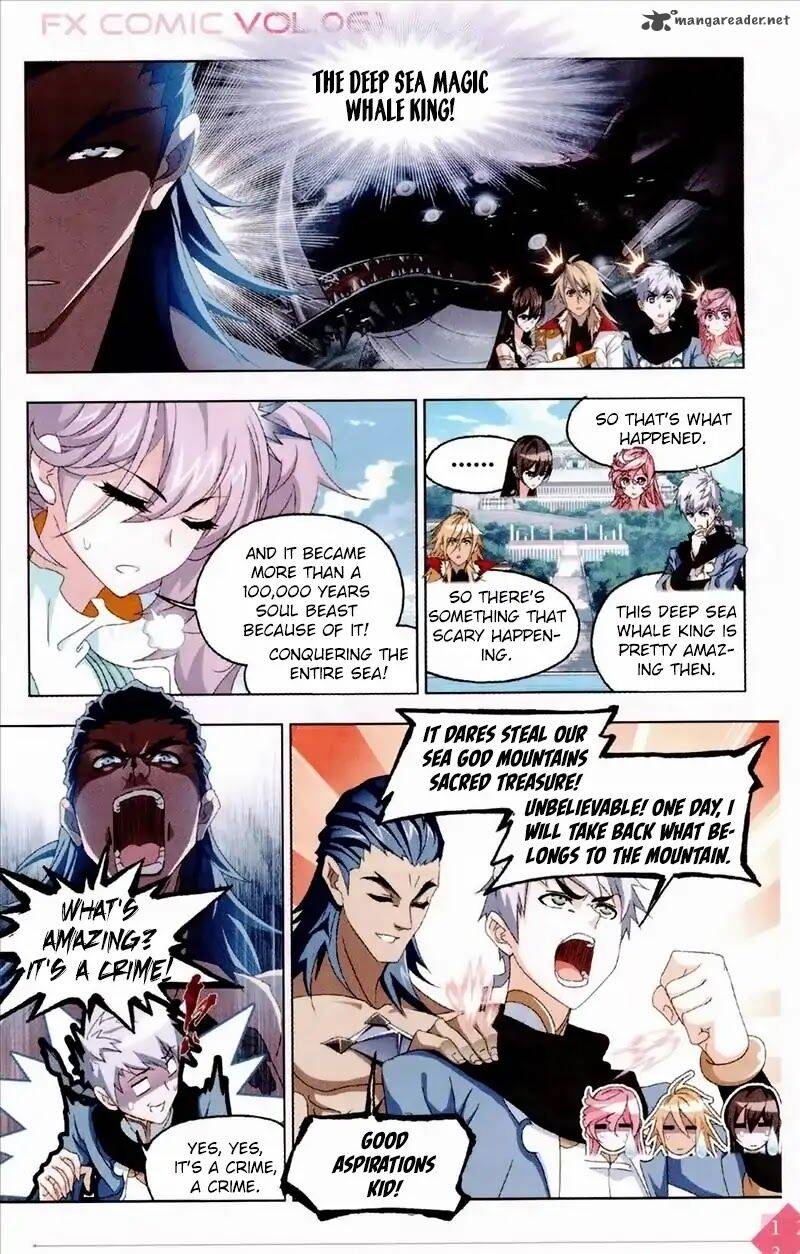 FX COMIC VOL.061
mangareader.net
THE DEEP SEA MAGIC
WHALE KING!
AND IT BECAME
MORE THAN A
100,000 YEARS
SOUL BEAST
BECAUSE OF IT!
CONQUERING THE
ENTIRE SEA!
......
SO THAT'S WHAT
HAPPENED.
SO THERE'S
SOMETHING THAT
SCARY HAPPEN-
ING.
THIS DEEP SEA
WHALE KING IS
PRETTY AMAZ-
ING THEN.
WHAT'S
AMAZING?
IT'S A CRIME!
YES, YES,
IT'S A CRIME,
A CRIME.
IT DARES STEAL OUR
SEA GOD MOUNTAINS
SACRED TREASURE!
UNBELIEVABLE! ONE DAY, I
WILL TAKE BACK WHAT BE-
LONGS TO THE MOUNTAIN.
GOOD
ASPIRATIONS
KID!